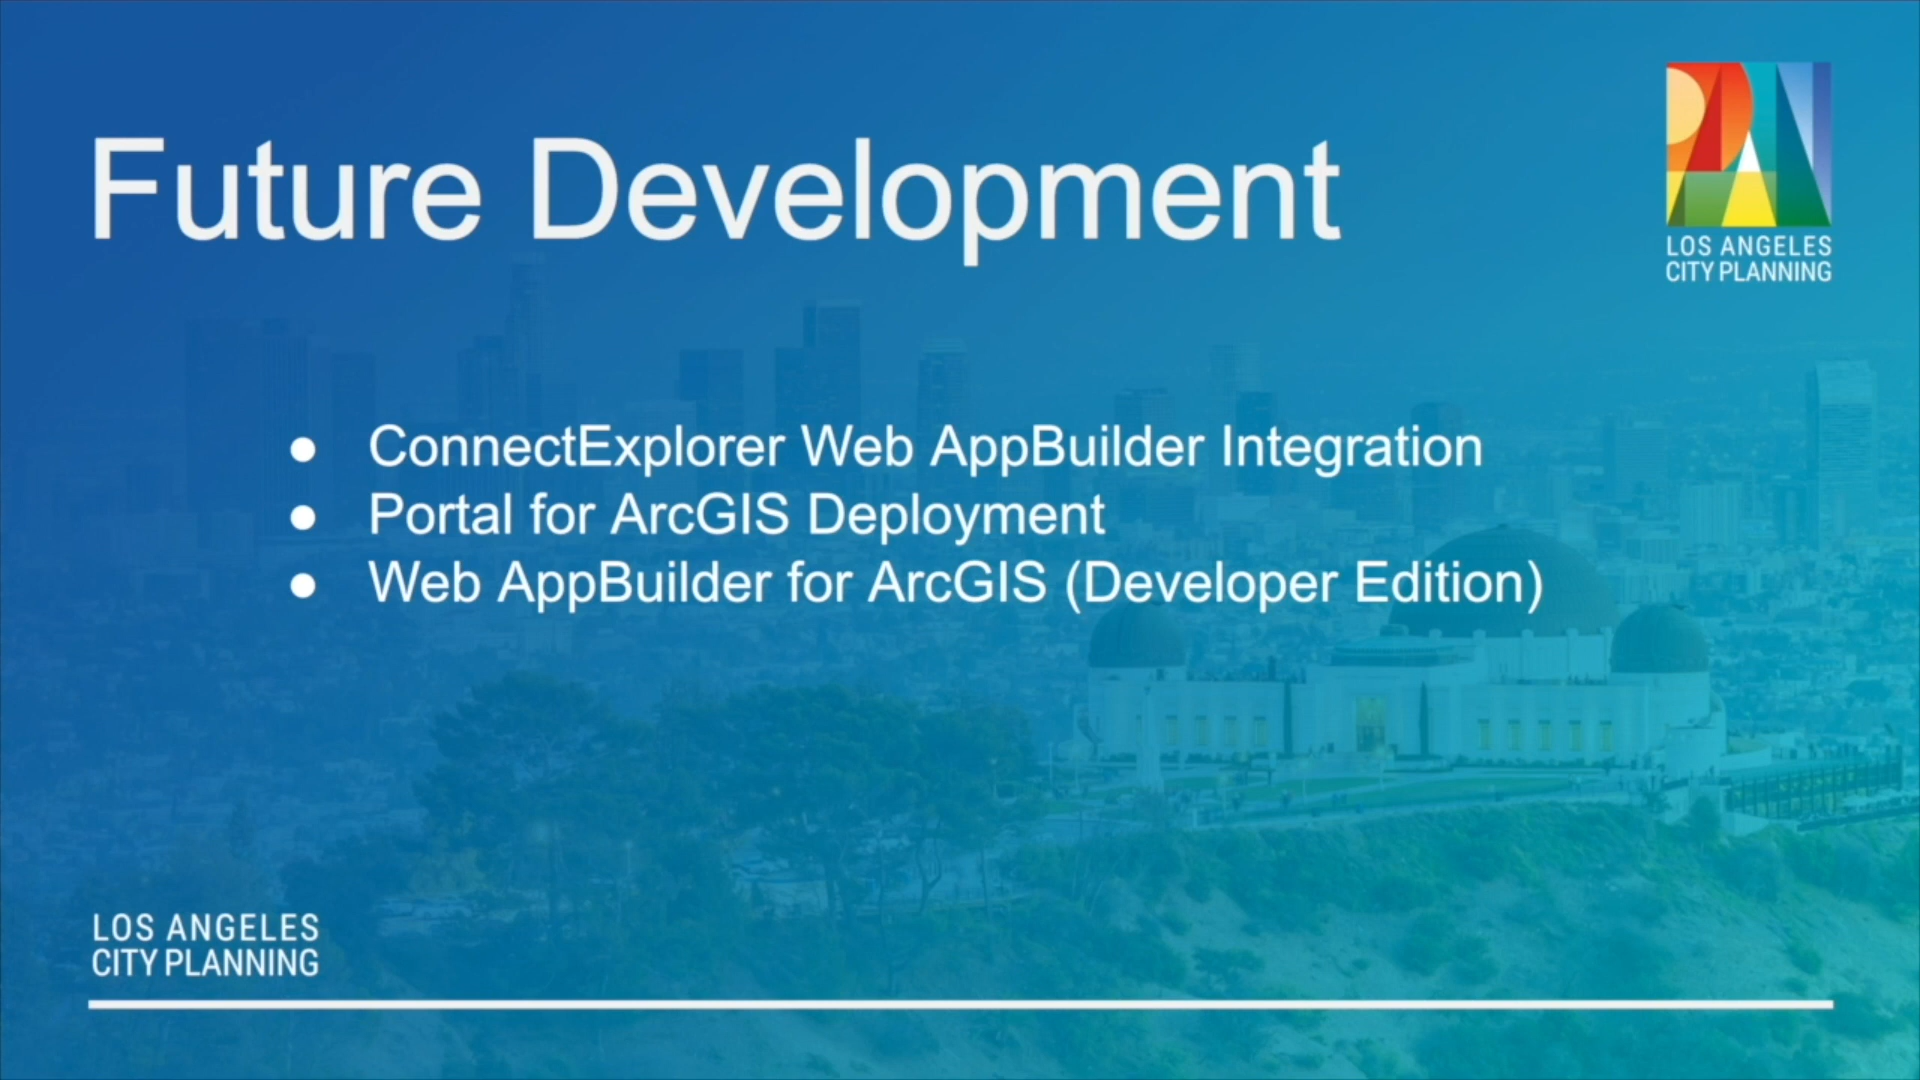 Future Development
LOS ANGELES
CITY PLANNING
● ConnectExplorer Web AppBuilder Integration
● Portal for ArcGIS Deployment
● Web AppBuilder for ArcGIS (Developer Edition)
LOS ANGELES
CITY PLANNING